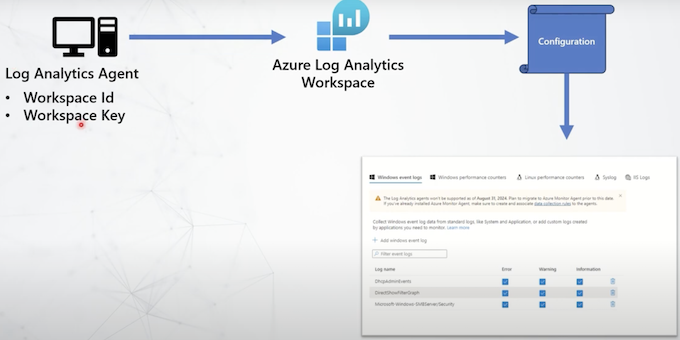 Log Analytics Agent
• Workspace Id
• Workspace Key
Azure Log Analytics
Workspace
Configuration
Windows event logs
Windows performance counters
Linux performance counters
Syslog
IIS Logs
The Log Analytics agents won't be supported as of August 31, 2024. Plan to migrate to Azure Monitor Agent prior to this date.
If you've already installed Azure Monitor Agent, make sure to create and associate data collection rules to the agents.
Collect Windows event log data from standard logs, like System and Application, or add custom logs created
by applications you need to monitor. Learn more
+ Add windows event log
Filter event logs
Log name Error Warning Information
DirectShowFilterGraph
Microsoft-Windows-SMBServer/Security